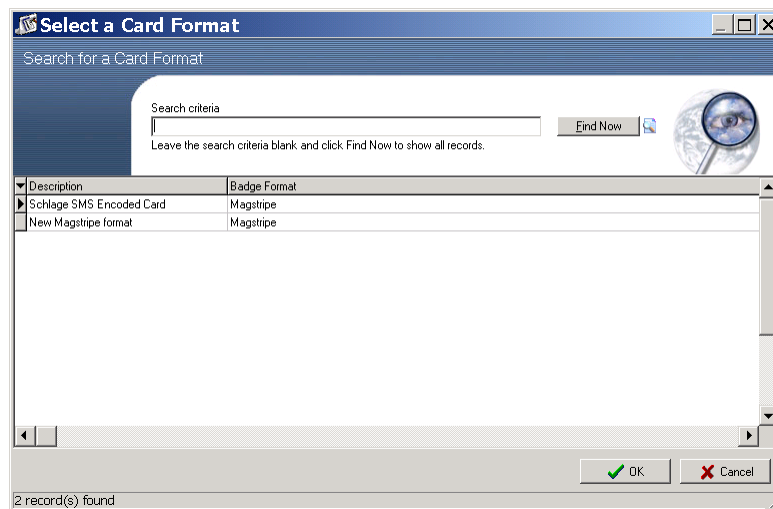 Select a Card Format
Search for a Card Format
Search criteria
Find Now
Leave the search criteria blank and click Find Now to show all records.
Description Badge Format
Schlage SMS Encoded Card Magstripe
New Magstripe format Magstripe
OK Cancel
2 record(s) found